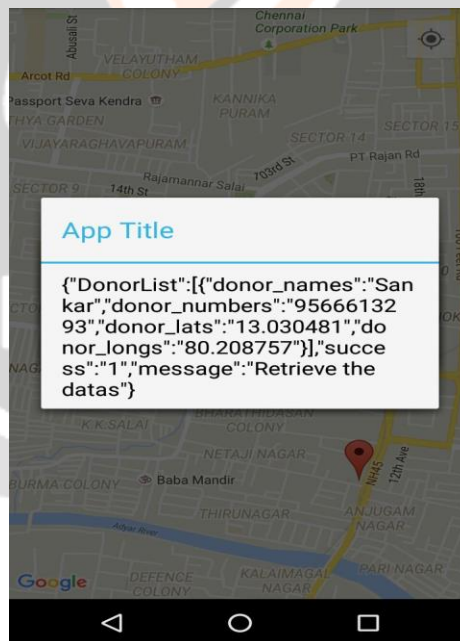 Chennai
Corporation Park
Abusali St
VELAYUTHAM
COLONY
Arcot Rd
Passport Seva Kendra
KANNIKA
PURAM
THYA GARDEN
SECTOR 15
VIJAYARAGHAVAPURAM
SECTOR-14
703rd St
PT Rajan Rd
Rajamannar Salai
SECTOR 9
14th St
18th
App Title
{"DonorList":[{"donor_names":"San
kar","donor_numbers":"95666132
93","donor_lats":"13.030481","do
nor_longs":"80.208757"}],"succe
ss":"1","message":"Retrieve the
datas"}
BHARATHIDASAN
COLONY
K.K.SALAI
NETAJI NAGAR
Baba Mandir
BURMA COLONY
NH45
12th Ave
THIRUNAGAR
ANJUGAM
NAGAR
Adyar River
PARI NAGAR
Google
DEFENCE
COLONY
KALAIMAGAL
NAGAR